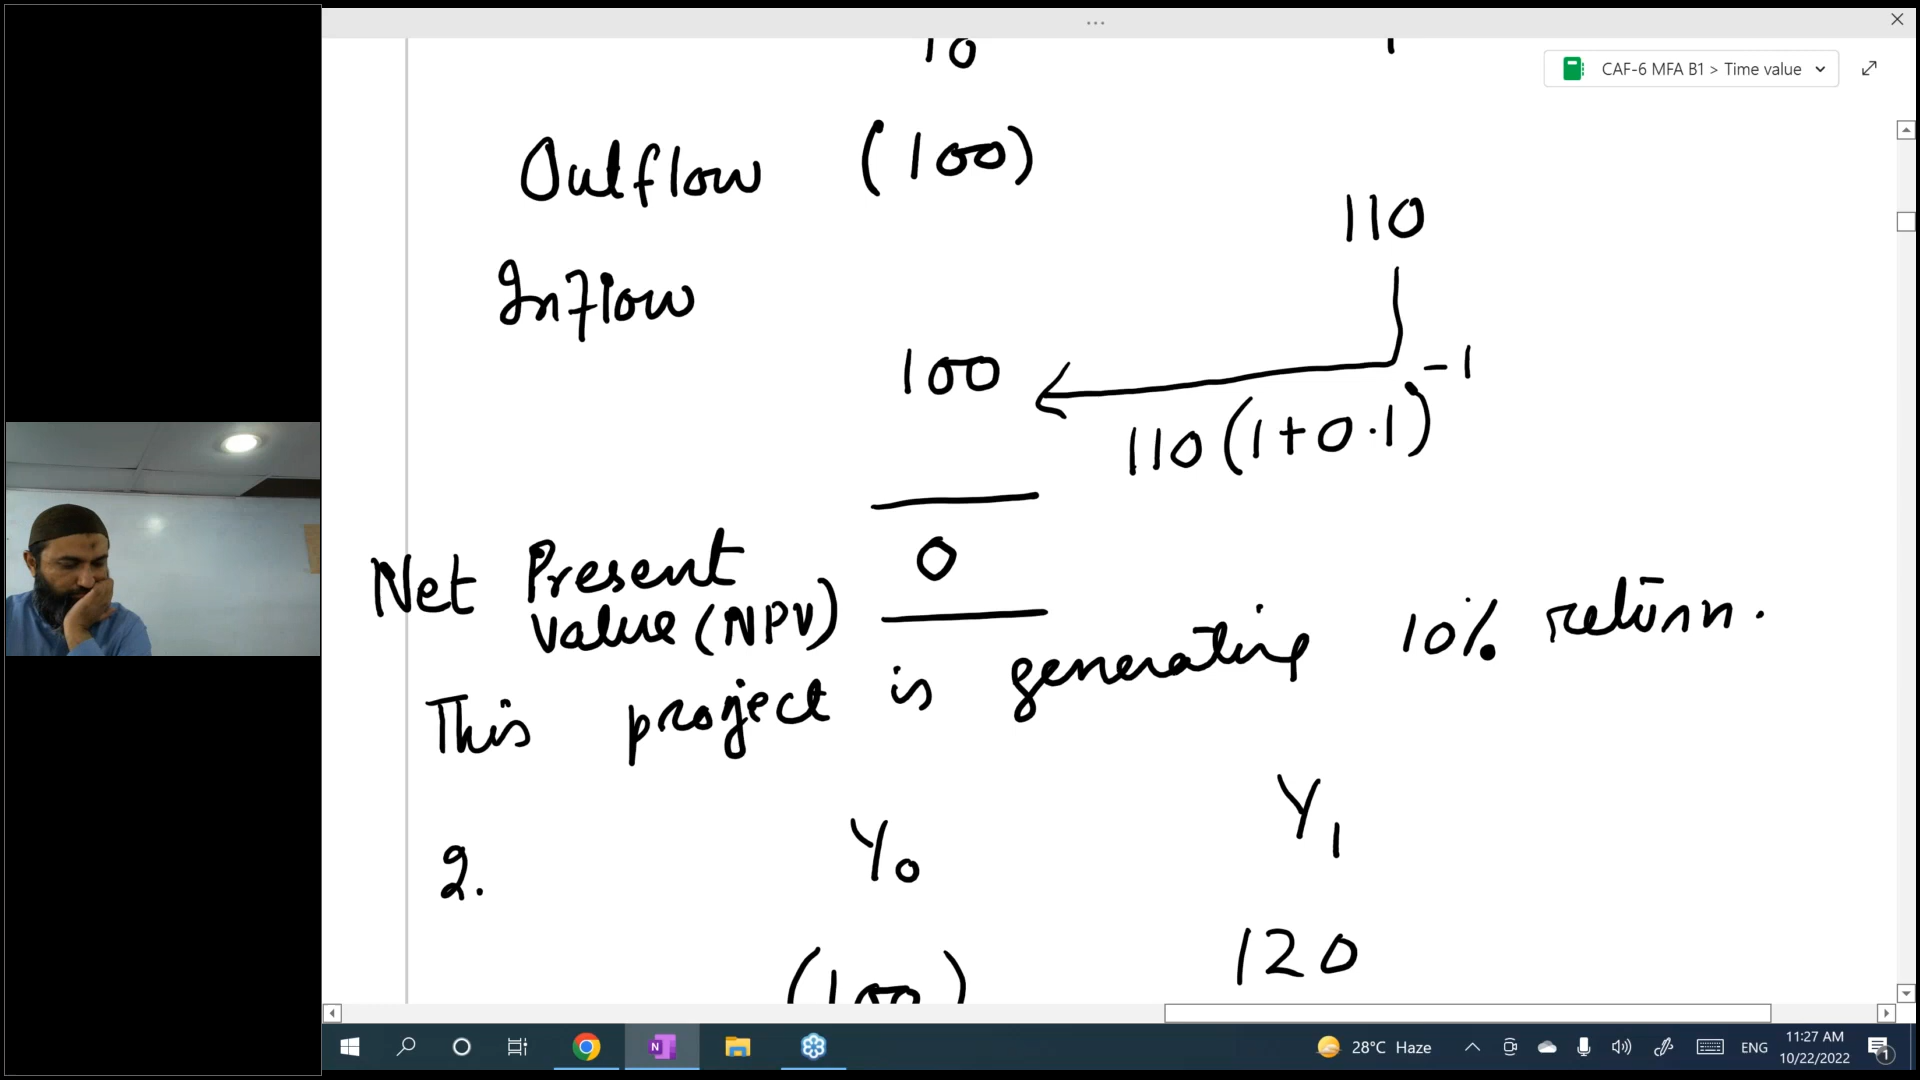 CAF-6 MFA B1 > Time value
Outflow (100)
110
Inflow
100
110(1+0.1)⁻¹
Net Present Value (NPV) 0
This project is generating 10% return.
2. Y₀ Y₁
(100) 120
28°C Haze
ENG
11:27 AM
10/22/2022
1